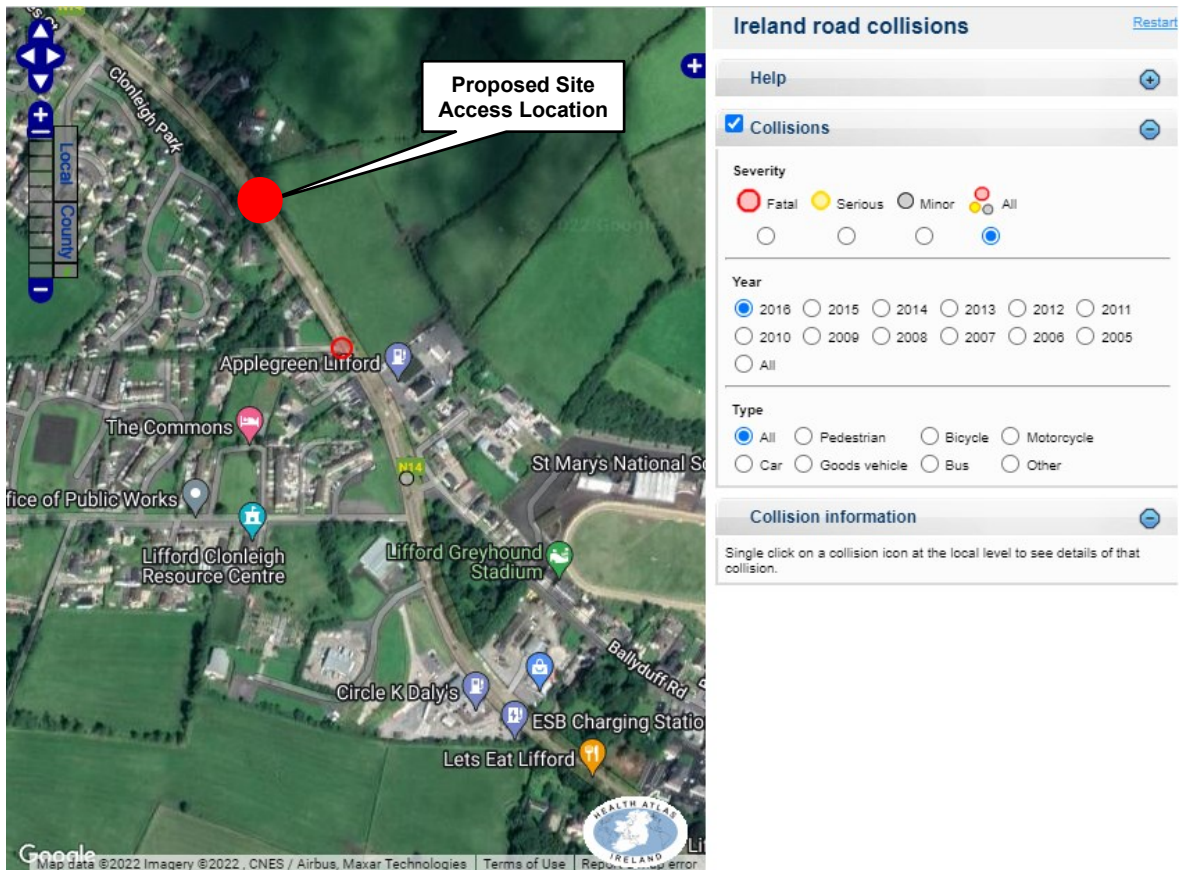 N14
Clonleigh Park
Local
County
Proposed Site
Access Location
Applegreen Lifford
The Commons
N14
St Marys National
fice of Public Works
Lifford Clonleigh
Resource Centre
Lifford Greyhound
Stadium
Ballyduff Rd
Circle K Daly's
ESB Charging Statio
Lets Eat Lifford
HEALTH ATLAS
IRELAND
Google
Map data ©2022 Imagery ©2022 , CNES / Airbus, Maxar Technologies
Terms of Use
error
Ireland road collisions
Restart
Help
Collisions
Severity
Fatal Serious Minor All
Year
2016 2015 2014 2013 2012 2011
2010 2009 2008 2007 2006 2005
All
Type
All Pedestrian Bicycle Motorcycle
Car Goods vehicle Bus Other
Collision information
Single click on a collision icon at the local level to see details of that
collision.